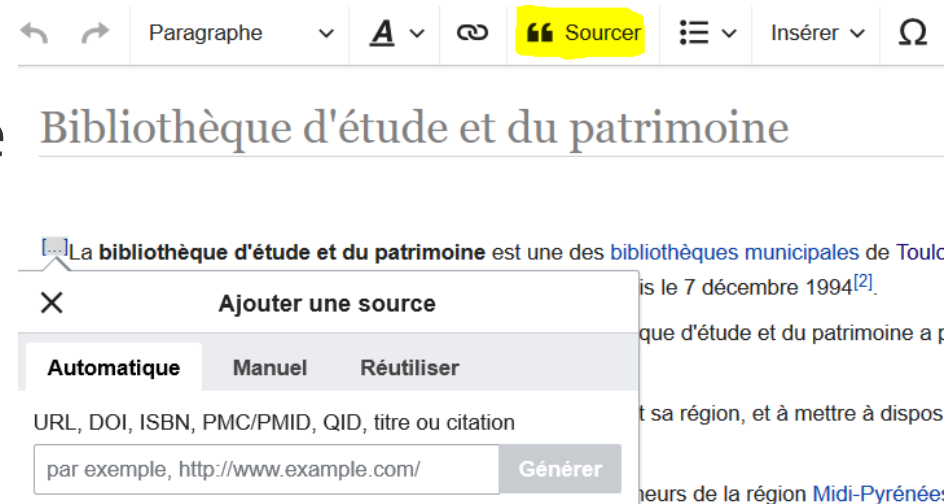 Paragraphe A Sourcer Insérer Ω
e
Bibliothèque d'étude et du patrimoine
[...]La bibliothèque d'étude et du patrimoine est une des bibliothèques municipales de
is le 7 décembre 1994[2].
Ajouter une source
que d'étude et du patrimoine a
Automatique Manuel Réutiliser
t sa région, et à mettre à
URL, DOI, ISBN, PMC/PMID, QID, titre ou citation
par exemple, http://www.example.com/ Générer
neurs de la région Midi-Pyrénées